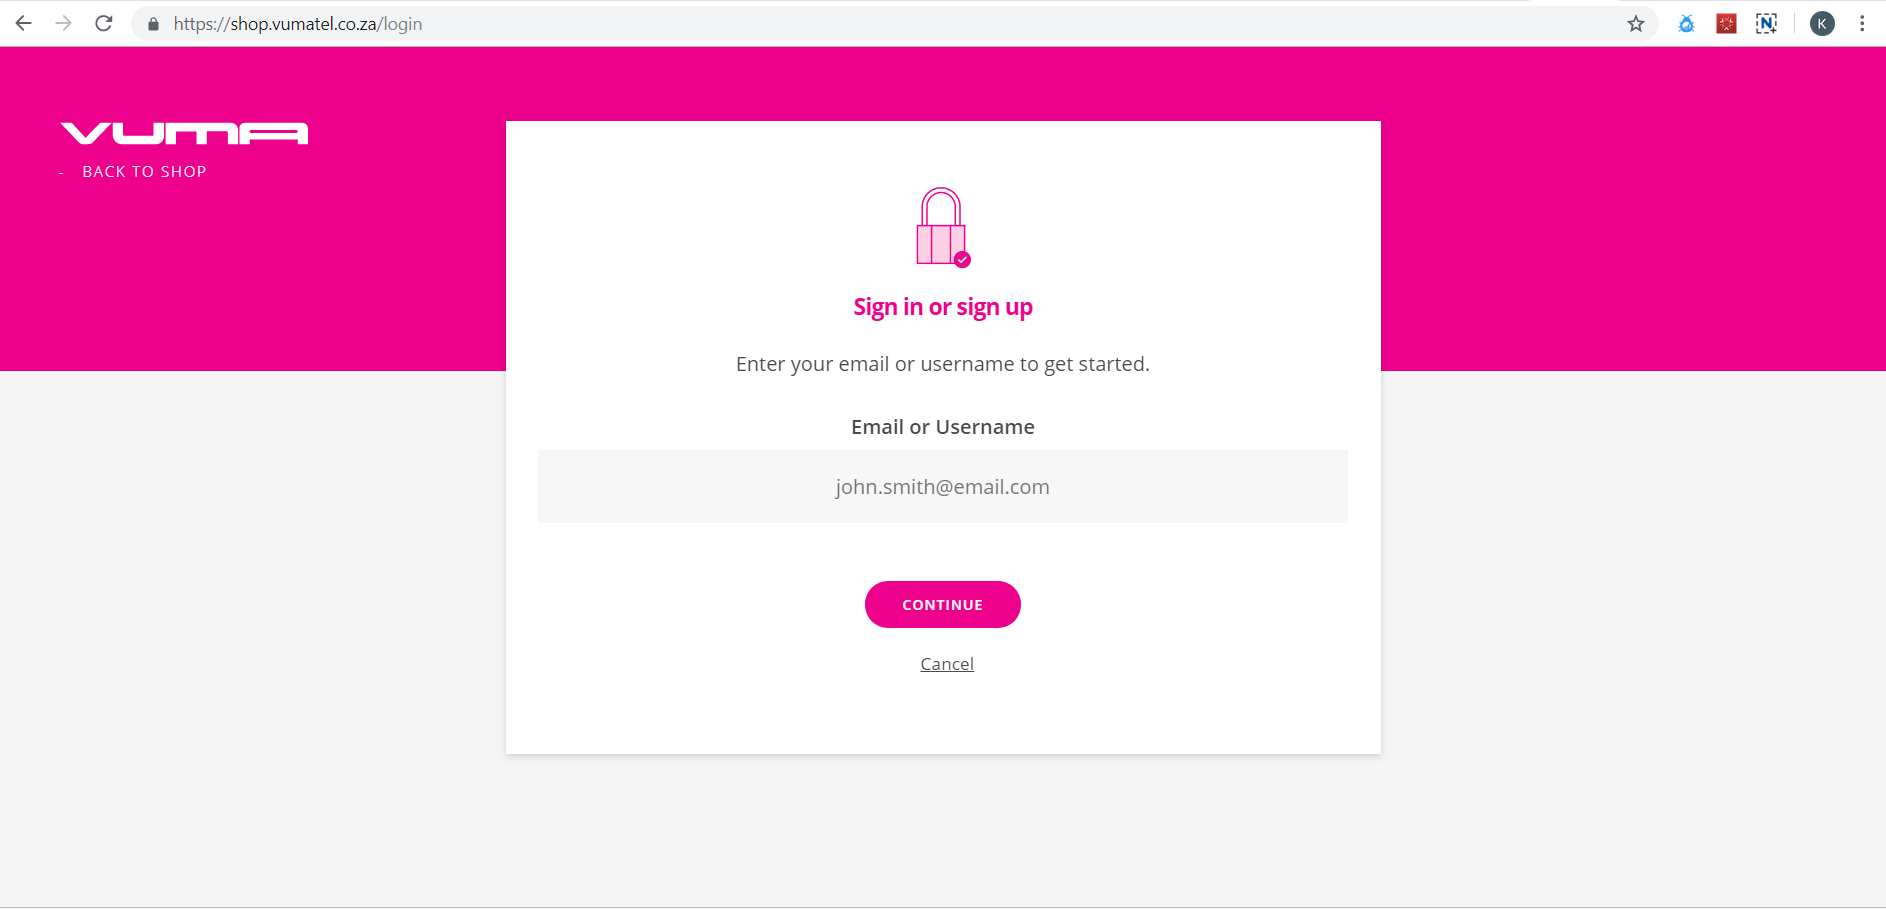 https://shop.vumatel.co.za/login
K
VUMA
- BACK TO SHOP
Sign in or sign up
Enter your email or username to get started.
Email or Username
john.smith@email.com
CONTINUE
Cancel